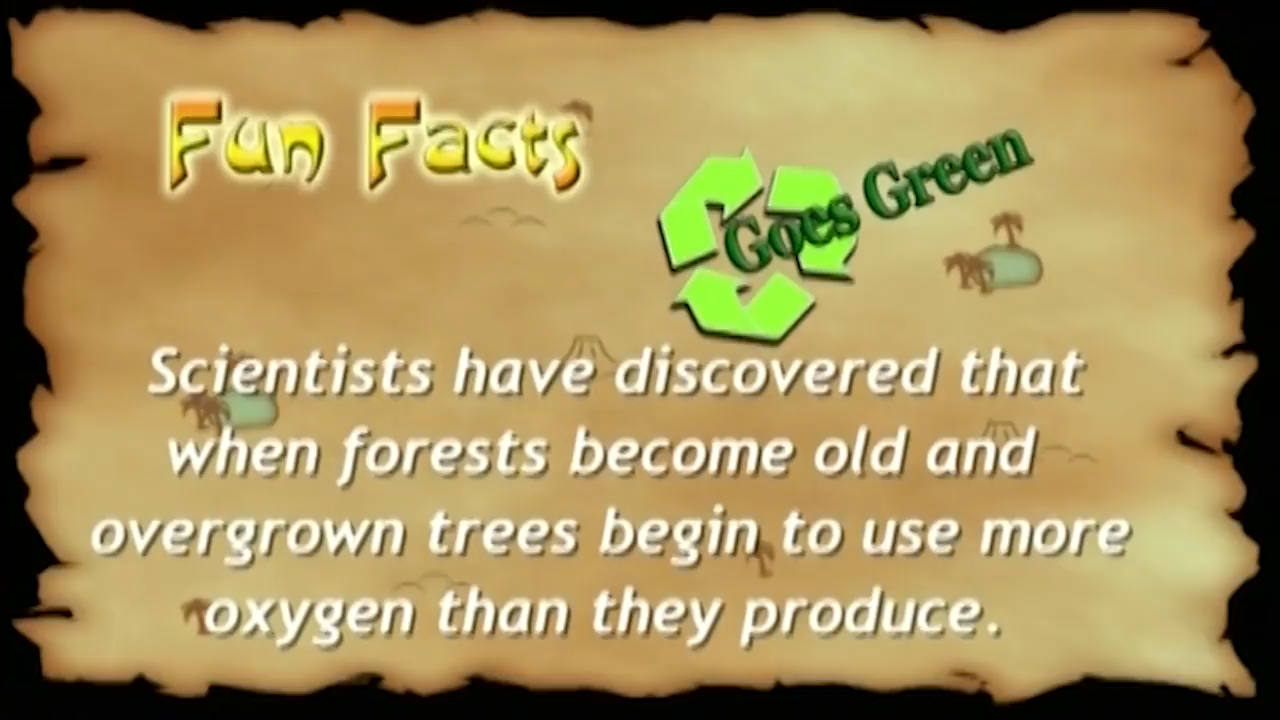 Fun Facts
Goes Green
Scientists have discovered that
when forests become old and
overgrown trees begin to use more
oxygen than they produce.